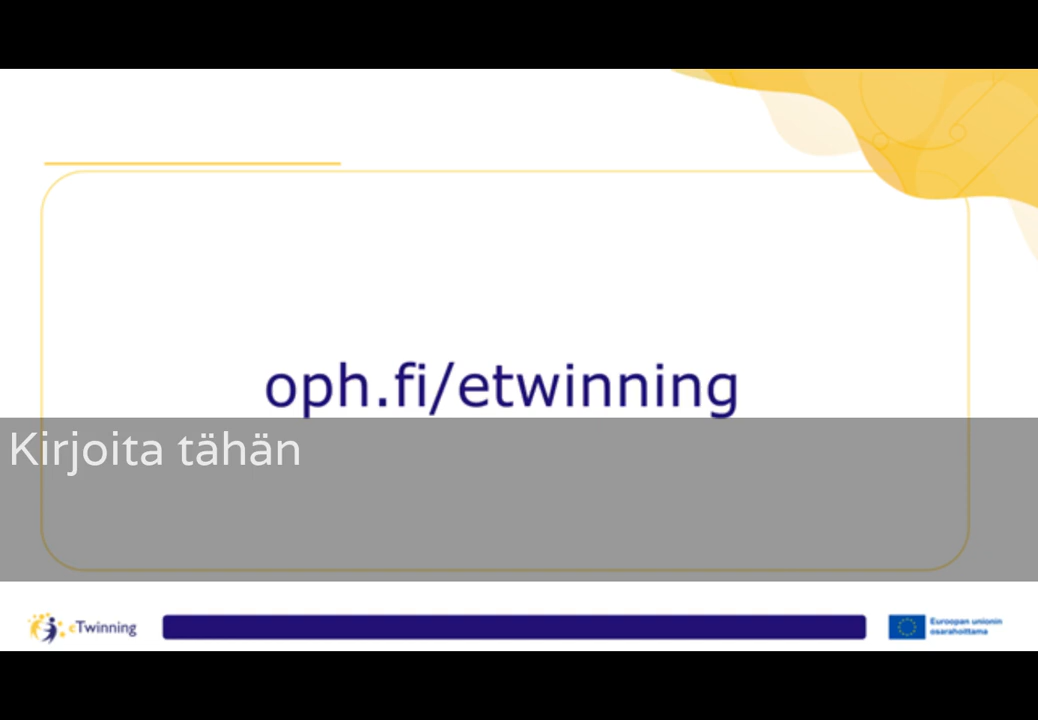 oph.fi/etwinning
Kirjoita tähän
eTwinning
Euroopan unionin
osarahoittama